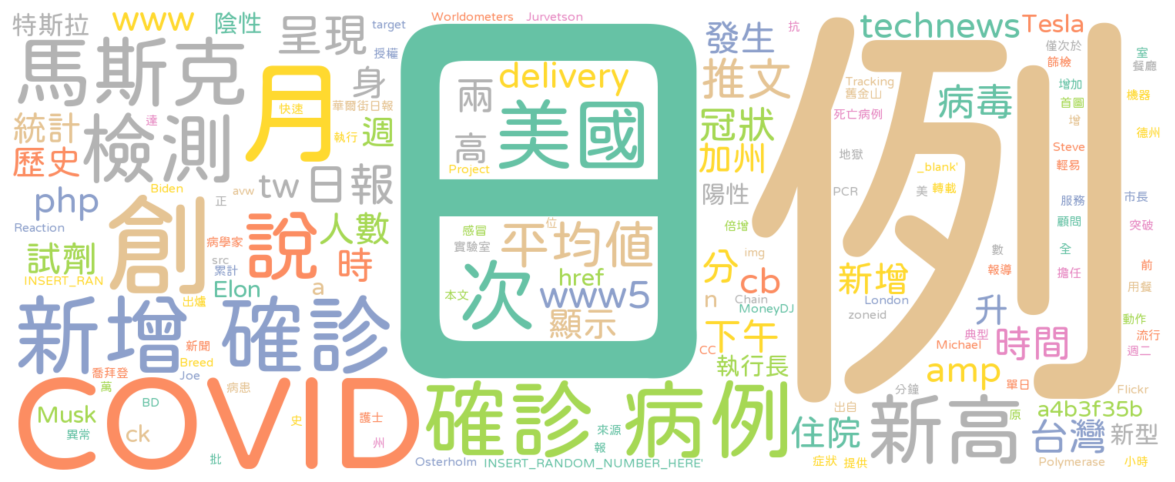 特斯拉 www 陰性 呈現 target Worldometers Jurvetson 抗 technews Tesla
馬斯克 授權 身 發生 僅次於 室
篩檢 餐廳
月 delivery 推文 Tracking 舊金山 增加 機器
快速 華爾街日報 兩 美國 病毒 首圖
統計 檢測 達 執行 週 冠狀 死亡病例 增 德州
歷史 高 加州 地獄 Steve
Project _blank' 輕易
Biden avw tw 日報 陽性 PCR 美 轉載 服務 市長
php 正
Reaction 創 病學家 說 人數 感冒 位 平均值 倍增 數 顧問 突破
試劑 src 時 實驗室 img 全
INSERT_RAN 累計 次 href 分 cb 新增 報導 擔任 前
Elon a 本文 www5 n Chain London 用餐
出爐 顯示 MoneyDJ zoneid 升
新增 確診 新聞 下午 典型 時間 動作
Breed CC Michael 流行
喬拜登 Joe 執行長 週二
萬 病患 分鐘 amp 單日 Flickr
COVID 確診 病例 出自 新高 原 a4b3f35b
Musk BD 史 護士 住院 台灣 新型
異常 ck 州 來源
批 報
Osterholm INSERT_RANDOM_NUMBER_HERE' 症狀 提供 Polymerase 小時
日
例